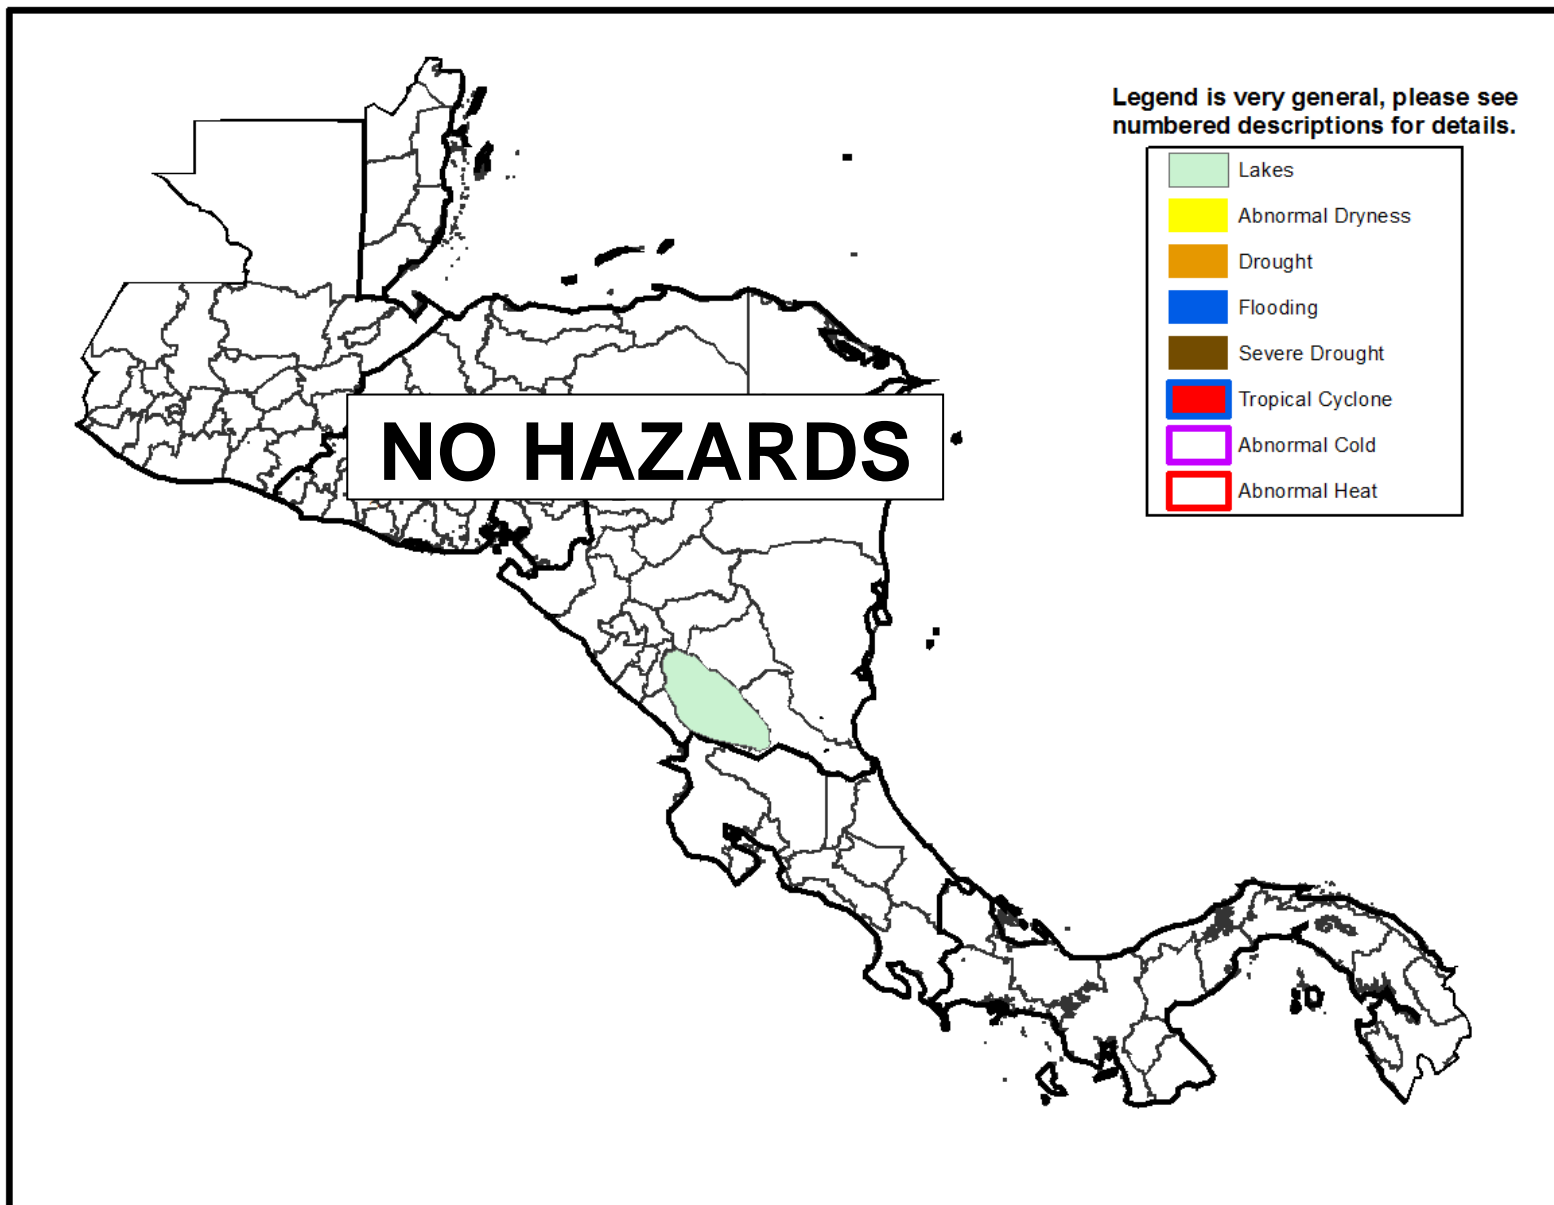 Legend is very general, please see
numbered descriptions for details.
Lakes
Abnormal Dryness
Drought
Flooding
Severe Drought
Tropical Cyclone
Abnormal Cold
Abnormal Heat
NO HAZARDS